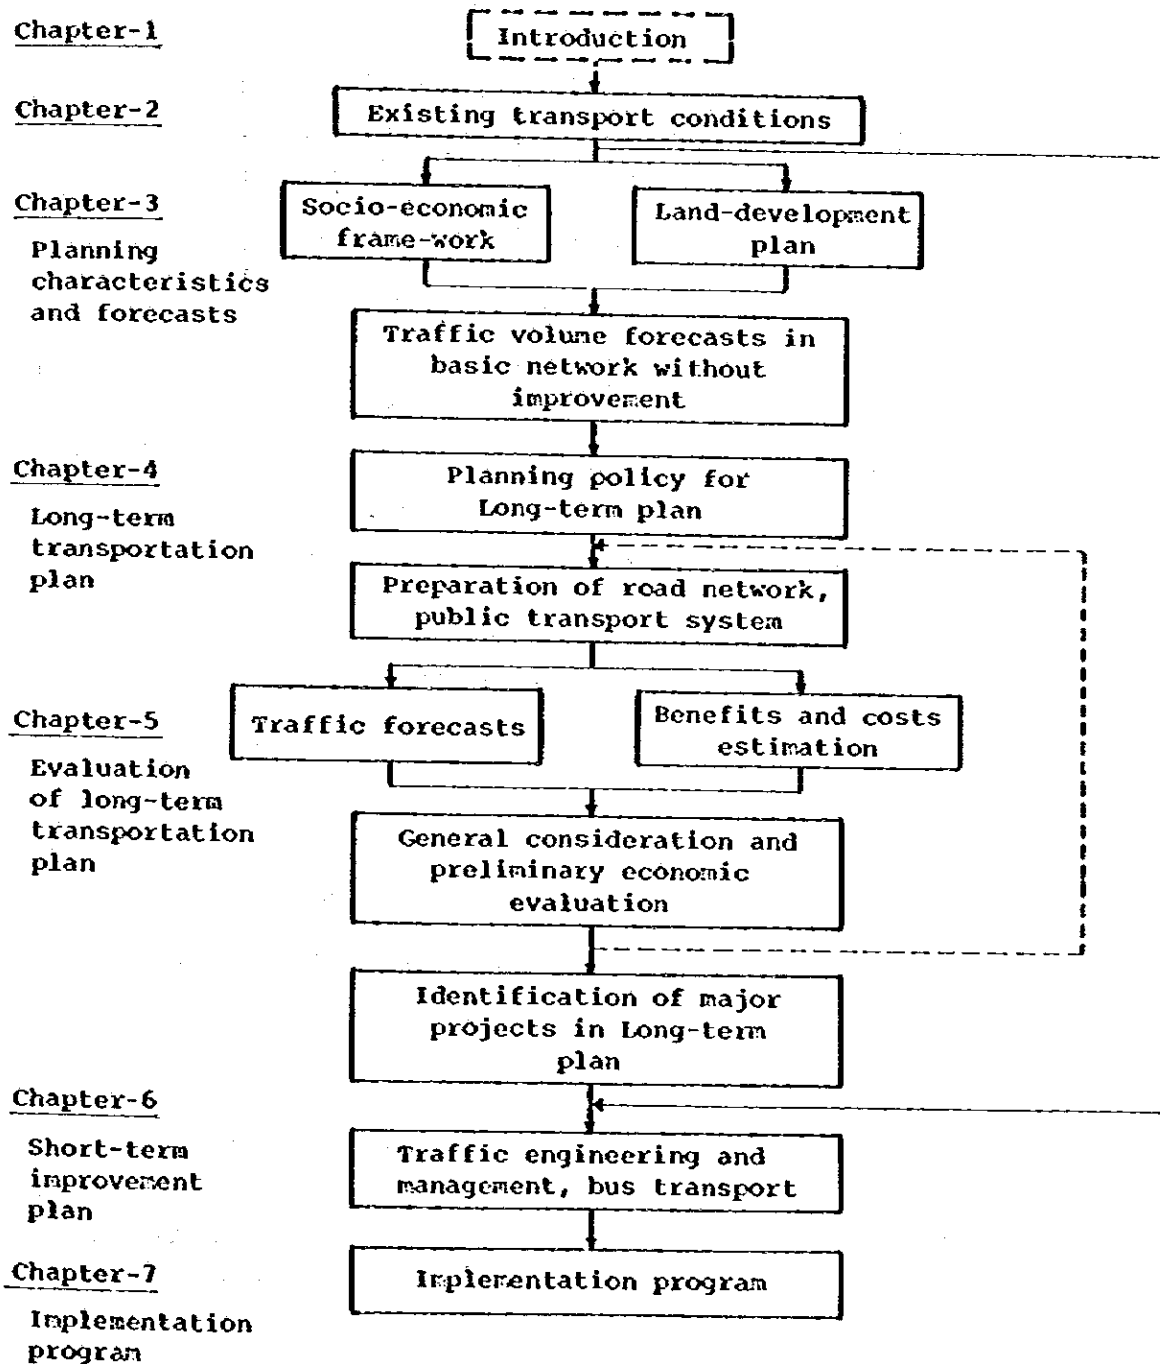 Chapter-1
Introduction
Chapter-2
Existing transport conditions
Chapter-3
Planning
characteristics
and forecasts
Socio-economic
frame-work
Land-development
plan
Traffic volume forecasts in
basic network without
improvement
Chapter-4
Long-term
transportation
plan
Planning policy for
Long-term plan
Preparation of road network,
public transport system
Chapter-5
Evaluation
of long-term
transportation
plan
Traffic forecasts
Benefits and costs
estimation
General consideration and
preliminary economic
evaluation
Identification of major
projects in Long-term
plan
Chapter-6
Short-term
improvement
plan
Traffic engineering and
management, bus transport
Chapter-7
Implementation
program
Implementation program